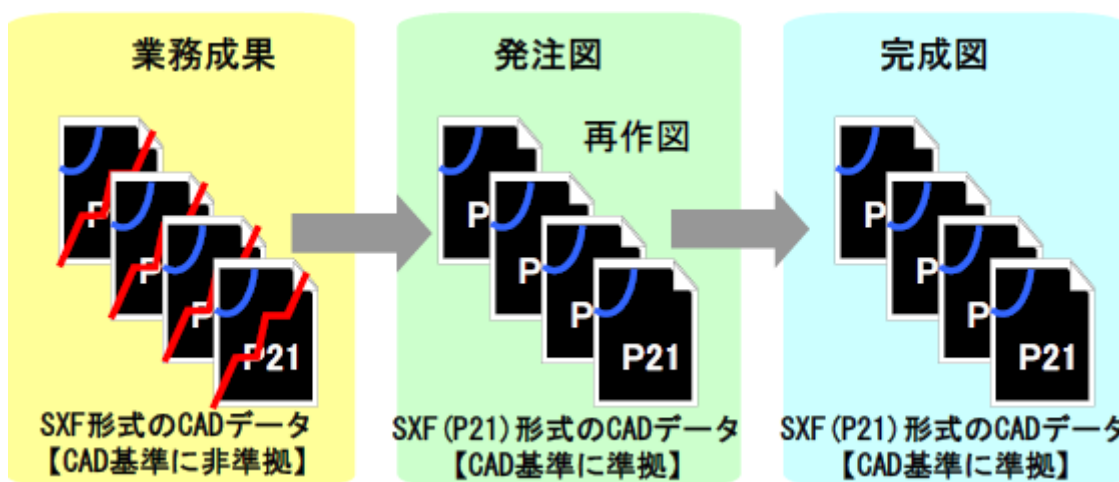 業務成果
P
P
P
P21
SXF形式のCADデータ
【CAD基準に非準拠】
発注図
再作図
P
P
P
P21
SXF(P21)形式のCADデータ
【CAD基準に準拠】
完成図
P
P
P
P21
SXF(P21)形式のCADデータ
【CAD基準に準拠】